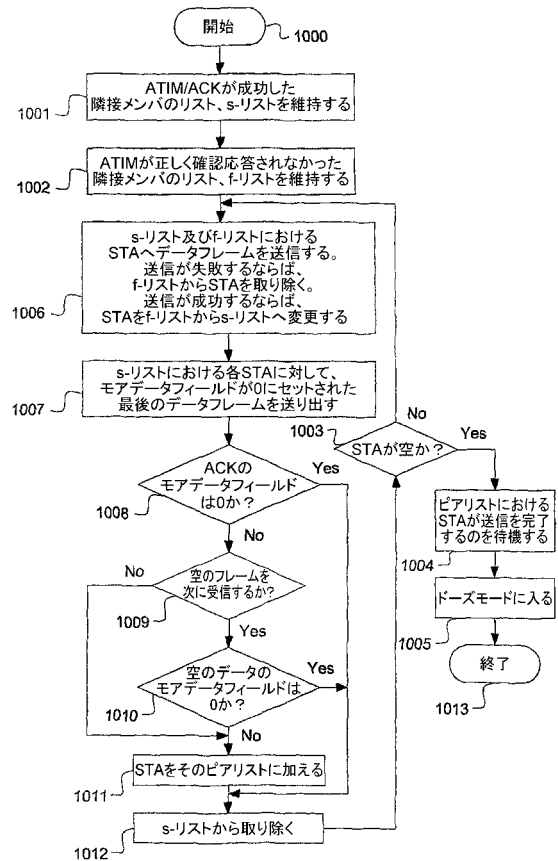 開始
1000
ATIM/ACKが成功した
隣接メンバのリスト、s-リストを維持する
1001
ATIMが正しく確認応答されなかった
隣接メンバのリスト、f-リストを維持する
1002
s-リスト及びf-リストにおける
STAへデータフレームを送信する。
送信が失敗するならば、
f-リストからSTAを取り除く。
送信が成功するならば、
STAをf-リストからs-リストへ変更する
1006
s-リストにおける各STAに対して、
モアデータフィールドが0にセットされた
最後のデータフレームを送り出す
1007
ACKの
モアデータフィールド
は0か？
1008
Yes
No
空のフレームを
次に受信するか?
1009
No
Yes
空のデータの
モアデータフィールドは
0か？
1010
Yes
No
STAをそのピアリストに加える
1011
s-リストから取り除く
1012
No
1003
STAが空か？
Yes
ピアリストにおける
STAが送信を完了
するのを待機する
1004
ドーズモードに入る
1005
終了
1013